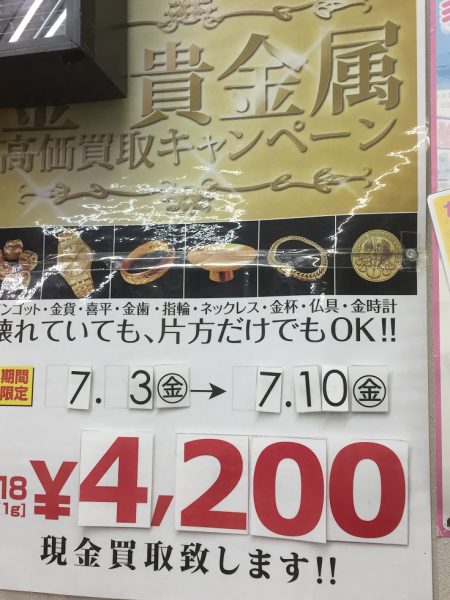 金 貴金属
高価買取キャンペーン
ンゴット・金貨・喜平・金歯・指輪・ネックレス・金杯・仏具・金時計
壊れていても、片方だけでもOK!!
期間限定 7. 3㊎→ 7.10㊎
18[1g] ¥4,200
現金買取致します!!